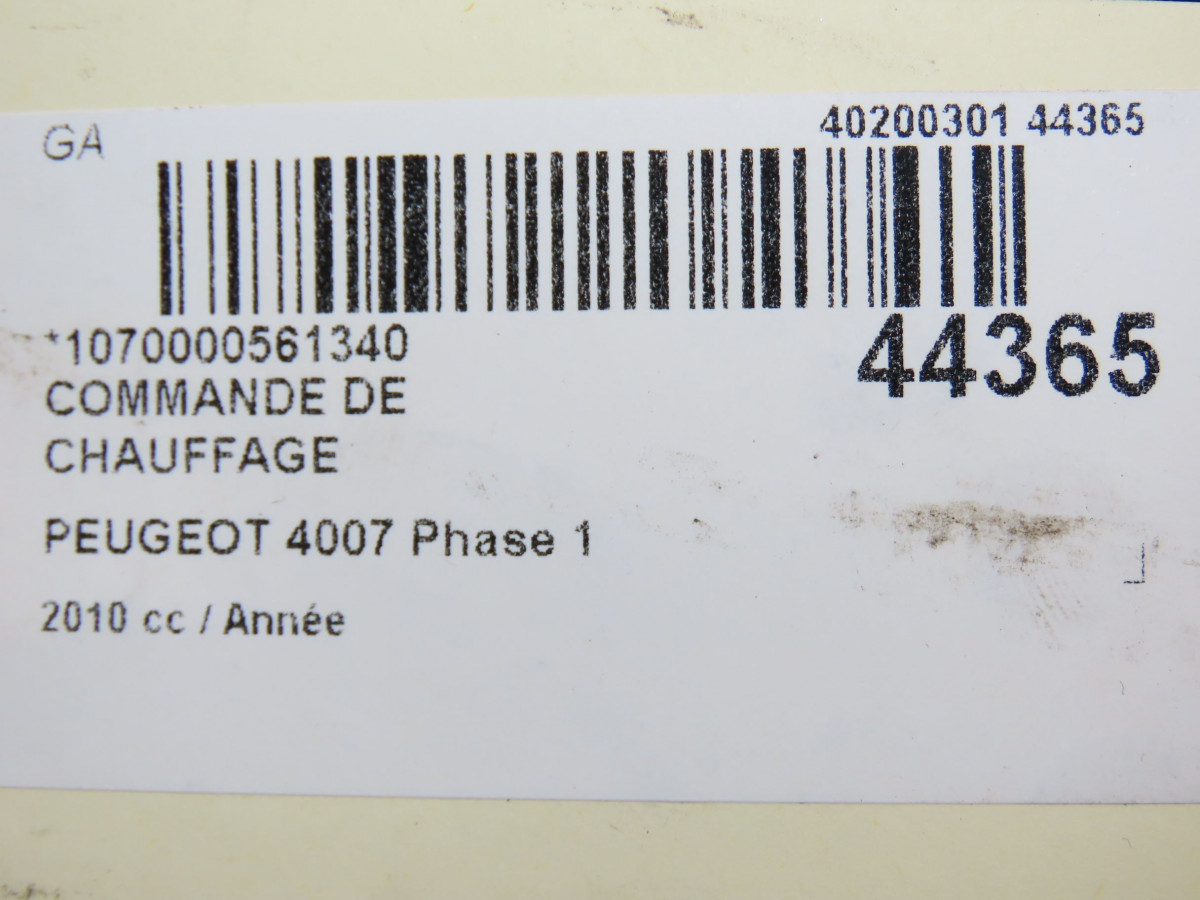 GA
40200301 44365
*1070000561340
44365
COMMANDE DE
CHAUFFAGE
PEUGEOT 4007 Phase 1
2010 cc / Année